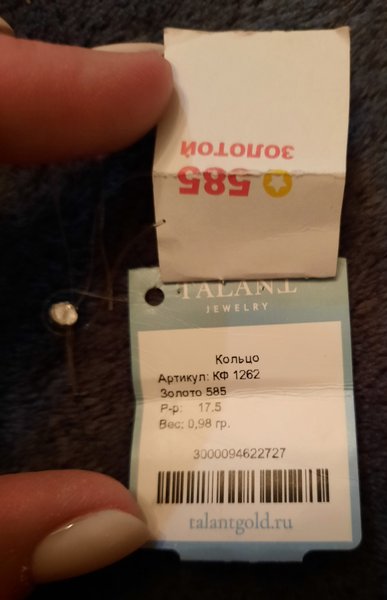 585
ЗОЛОТОЙ
TALANT
JEWELRY
Кольцо
Артикул: КФ 1262
Золото 585
Р-р: 17,5
Вес: 0,98 гр.
3000094622727
talantgold.ru